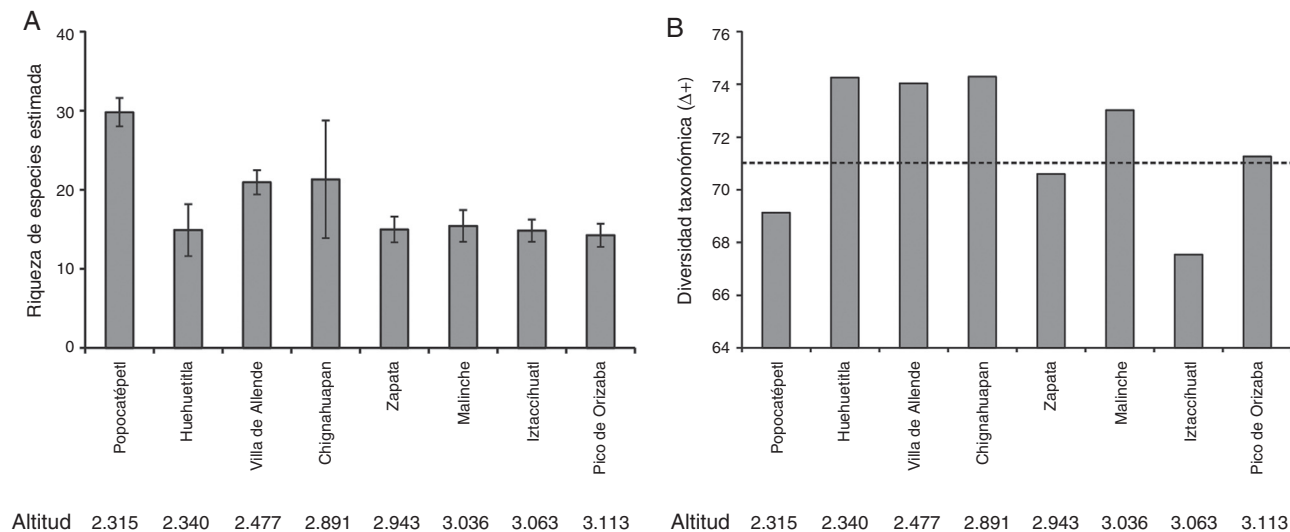 A
Riqueza de especies estimada
40
30
20
10
0
Popocatépetl
Huehuetitla
Villa de Allende
Chignahuapan
Zapata
Malinche
Iztaccíhuatl
Pico de Orizaba
Altitud 2.315 2.340 2.477 2.891 2.943 3.036 3.063 3.113
B
Diversidad taxonómica (Δ+)
76
74
72
70
68
66
64
Popocatépetl
Huehuetitla
Villa de Allende
Chignahuapan
Zapata
Malinche
Iztaccíhuatl
Pico de Orizaba
Altitud 2.315 2.340 2.477 2.891 2.943 3.036 3.063 3.113